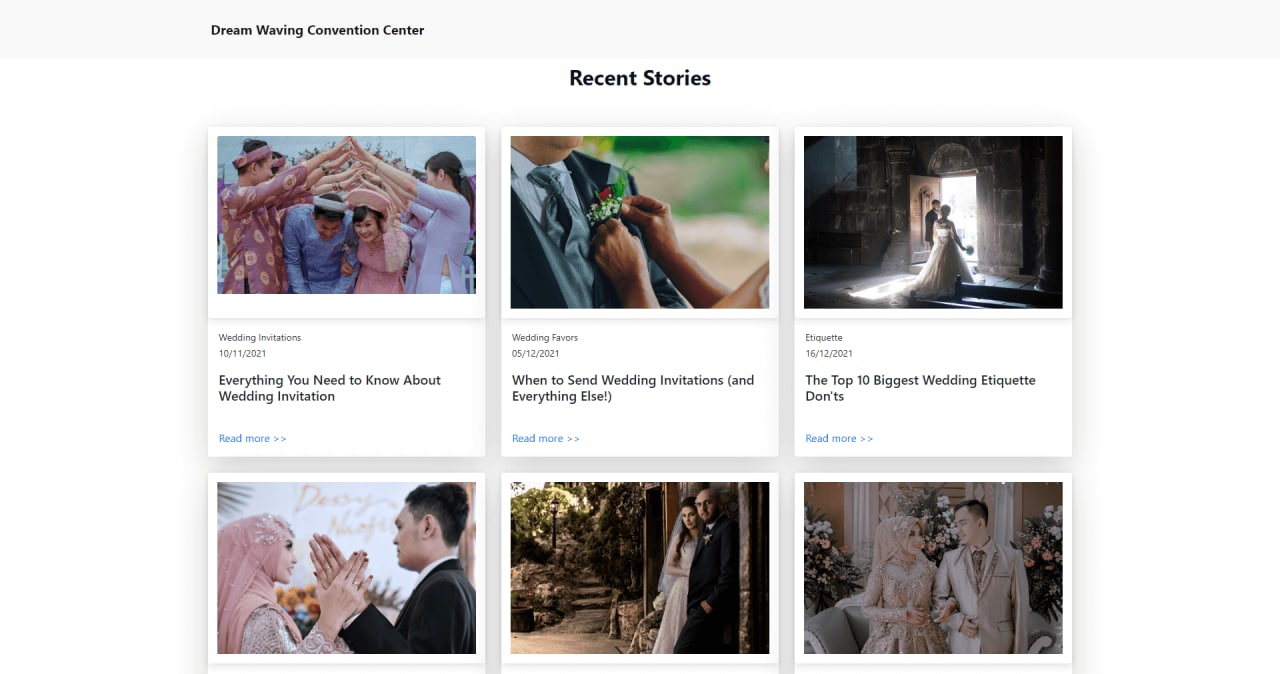 Dream Waving Convention Center
Recent Stories
Wedding Invitations
10/11/2021
Everything You Need to Know About
Wedding Invitation
Read more >>
Wedding Favors
05/12/2021
When to Send Wedding Invitations (and
Everything Else!)
Read more >>
Etiquette
16/12/2021
The Top 10 Biggest Wedding Etiquette
Don'ts
Read more >>